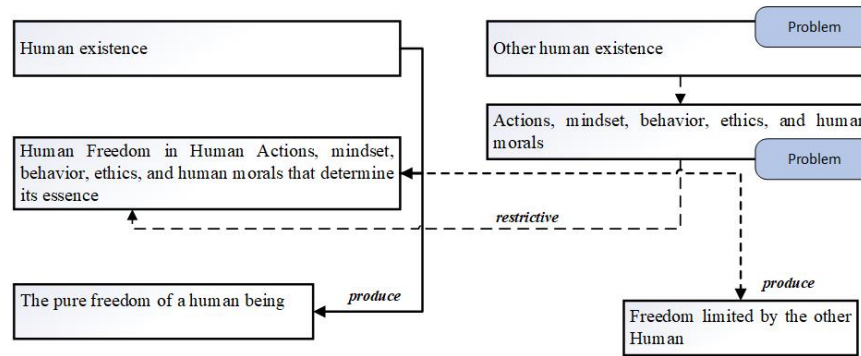 Human existence
Problem
Other human existence
Human Freedom in Human Actions, mindset,
behavior, ethics, and human morals that determine
its essence
Actions, mindset, behavior, ethics, and human
morals
Problem
restrictive
The pure freedom of a human being
produce
produce
Freedom limited by the other
Human